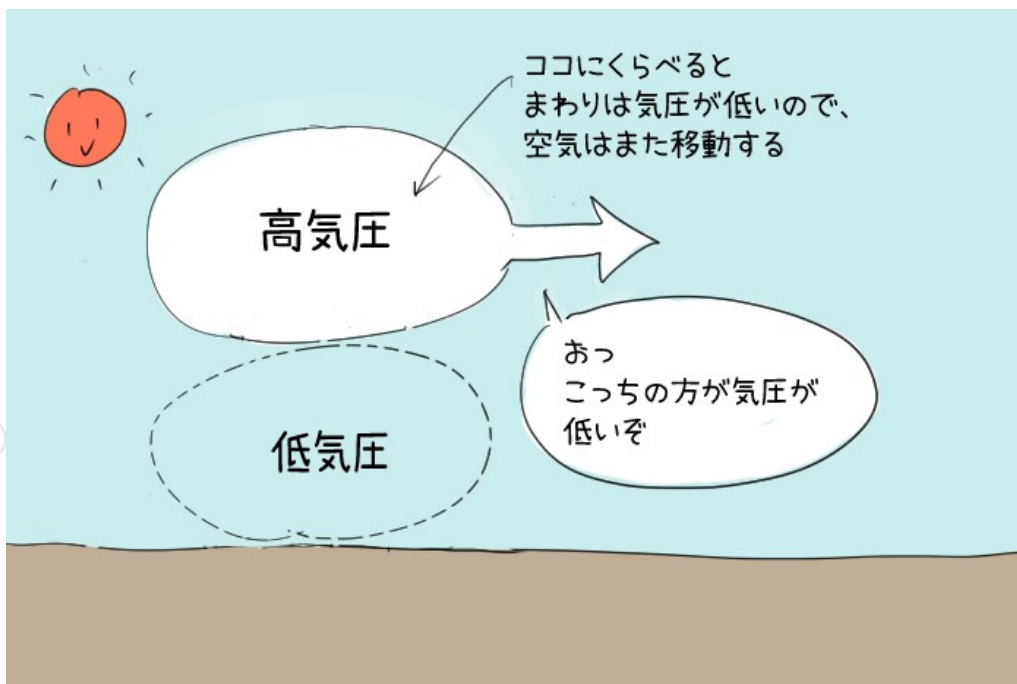 ココにくらべると
まわりは気圧が低いので、
空気はまた移動する
高気圧
おっ
こっちの方が気圧が
低いぞ
低気圧